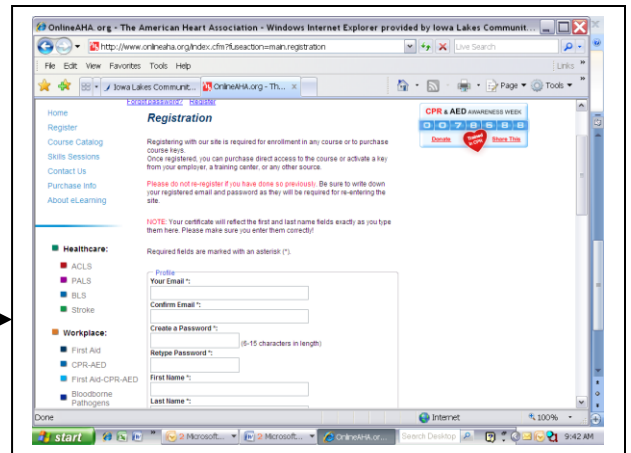 OnlineAHA.org - The American Heart Association - Windows Internet Explorer provided by Iowa Lakes Communit...
http://www.onlineaha.org/index.cfm?fuseaction=main.registration
Live Search
File Edit View Favorites Tools Help
Links
Iowa Lakes Communit...
OnlineAHA.org - Th...
Page
Tools
Forgot password? Register
Home
Register
Course Catalog
Skills Sessions
Contact Us
Purchase Info
About eLearning
Healthcare:
ACLS
PALS
BLS
Stroke
Workplace:
First Aid
CPR-AED
First Aid-CPR-AED
Bloodborne
Pathogens
Registration
Registering with our site is required for enrollment in any course or to purchase
course keys.
Once registered, you can purchase direct access to the course or activate a key
from your employer, a training center, or any other source.
Please do not re-register if you have done so previously. Be sure to write down
your registered email and password as they will be required for re-entering the
site.
NOTE: Your certificate will reflect the first and last name fields exactly as you type
them here. Please make sure you enter them correctly!
Required fields are marked with an asterisk (*).
Profile
Your Email *:
Confirm Email *:
Create a Password *:
(6-15 characters in length)
Retype Password *:
First Name *:
Last Name *:
CPR & AED AWARENESS WEEK
0 0 7 8 6 8 8
Donate
Share This
Done
Internet
100%
start
2 Microsoft...
2 Microsoft...
OnlineAHA.or...
Search Desktop
9:42 AM